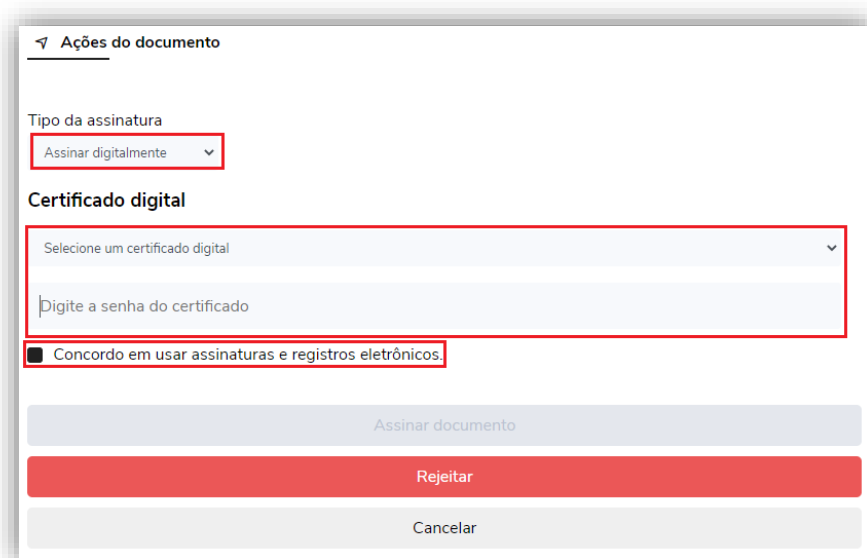 Ações do documento
Tipo da assinatura
Assinar digitalmente
Certificado digital
Selecione um certificado digital
Digite a senha do certificado
Concordo em usar assinaturas e registros eletrônicos.
Assinar documento
Rejeitar
Cancelar